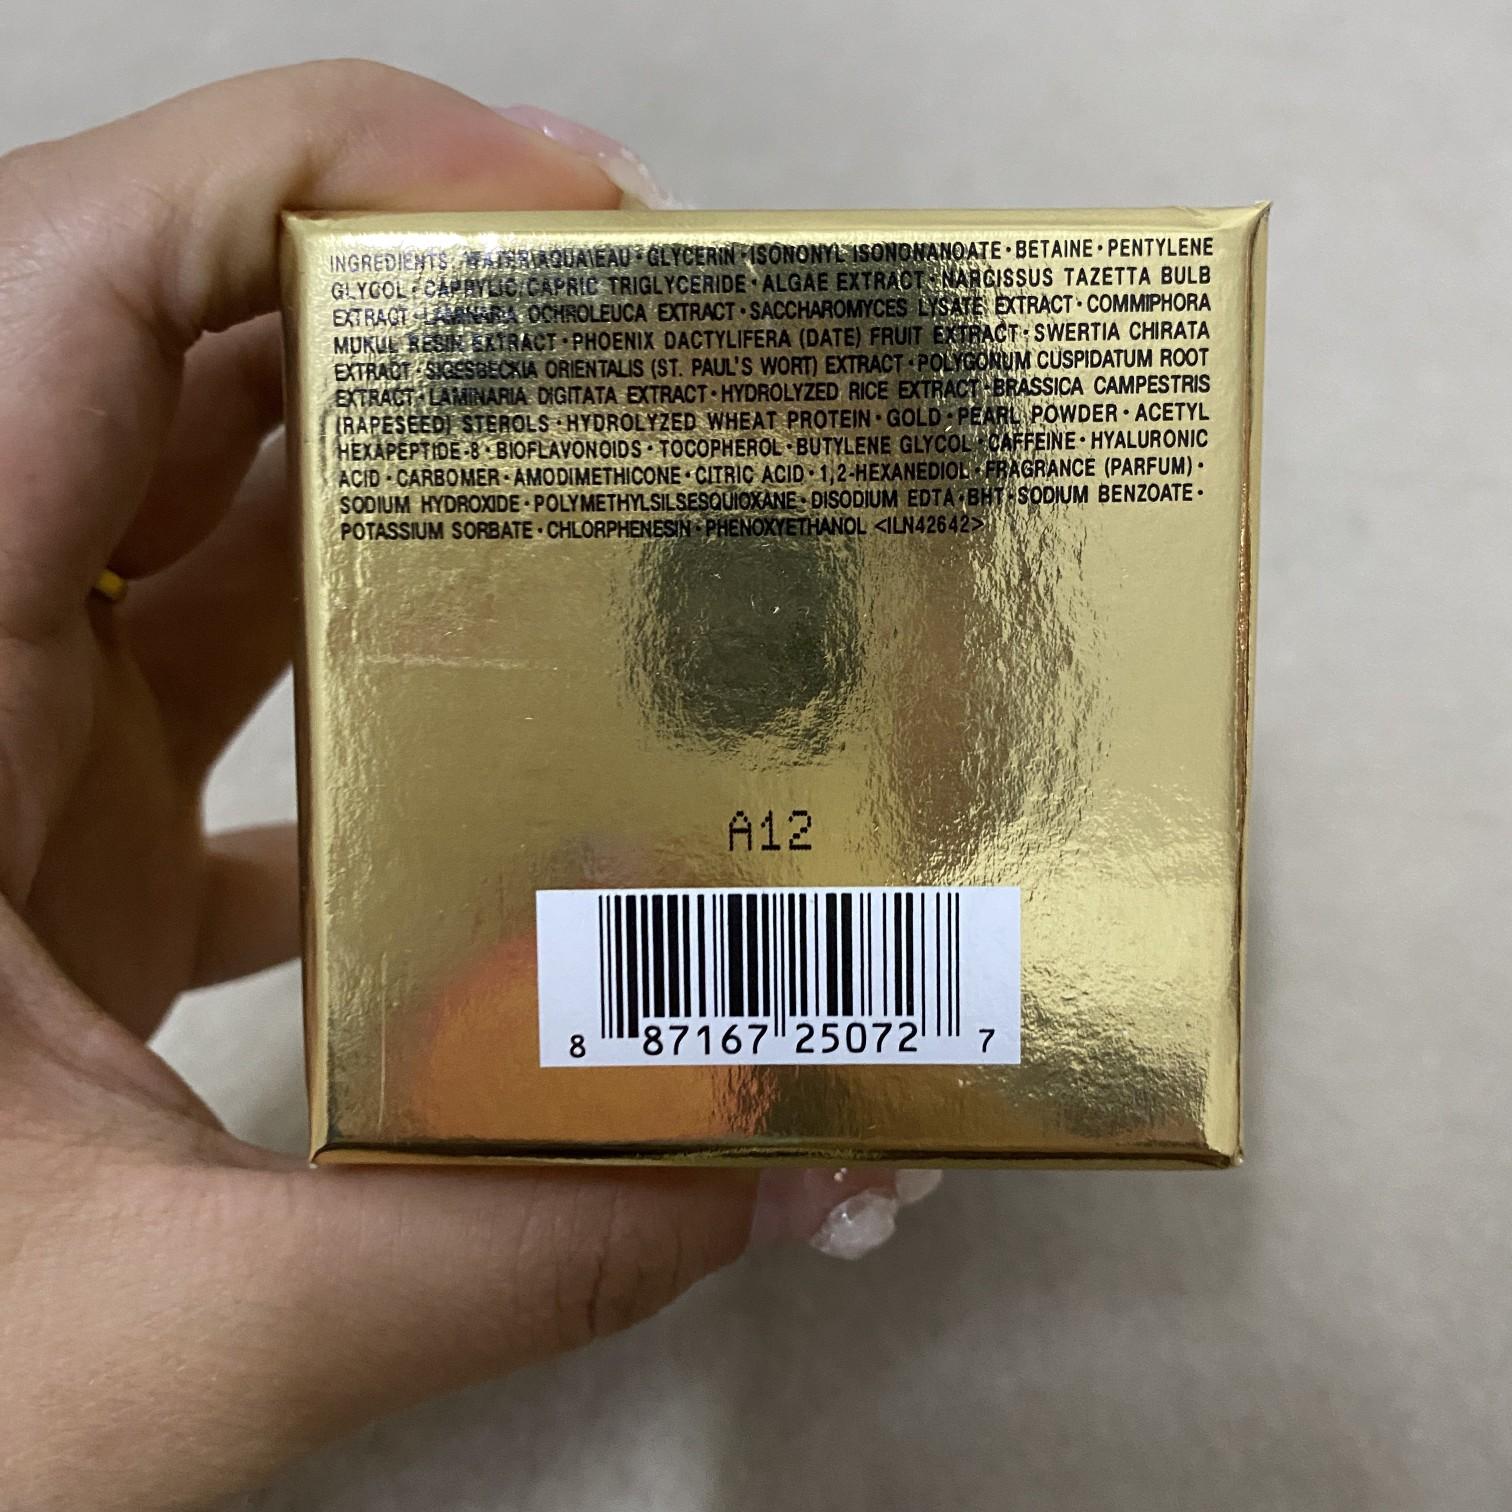 INGREDIENTS: WATER\AQUA\EAU • GLYCERIN • ISONONYL ISONONANOATE • BETAINE • PENTYLENE
GLYCOL • CAPRYLIC/CAPRIC TRIGLYCERIDE • ALGAE EXTRACT • NARCISSUS TAZETTA BULB
EXTRACT • LAMINARIA OCHROLEUCA EXTRACT • SACCHAROMYCES LYSATE EXTRACT • COMMIPHORA
MUKUL RESIN EXTRACT • PHOENIX DACTYLIFERA (DATE) FRUIT EXTRACT • SWERTIA CHIRATA
EXTRACT • SIGESBECKIA ORIENTALIS (ST. PAUL'S WORT) EXTRACT • POLYGONUM CUSPIDATUM ROOT
EXTRACT • LAMINARIA DIGITATA EXTRACT • HYDROLYZED RICE EXTRACT • BRASSICA CAMPESTRIS
(RAPESEED) STEROLS • HYDROLYZED WHEAT PROTEIN • GOLD • PEARL POWDER • ACETYL
HEXAPEPTIDE-8 • BIOFLAVONOIDS • TOCOPHEROL • BUTYLENE GLYCOL • CAFFEINE • HYALURONIC
ACID • CARBOMER • AMODIMETHICONE • CITRIC ACID • 1,2-HEXANEDIOL • FRAGRANCE (PARFUM) •
SODIUM HYDROXIDE • POLYMETHYLSILSESQUIOXANE • DISODIUM EDTA • BHT • SODIUM BENZOATE •
POTASSIUM SORBATE • CHLORPHENESIN • PHENOXYETHANOL <ILN42642>
A12
8 87167 25072 7